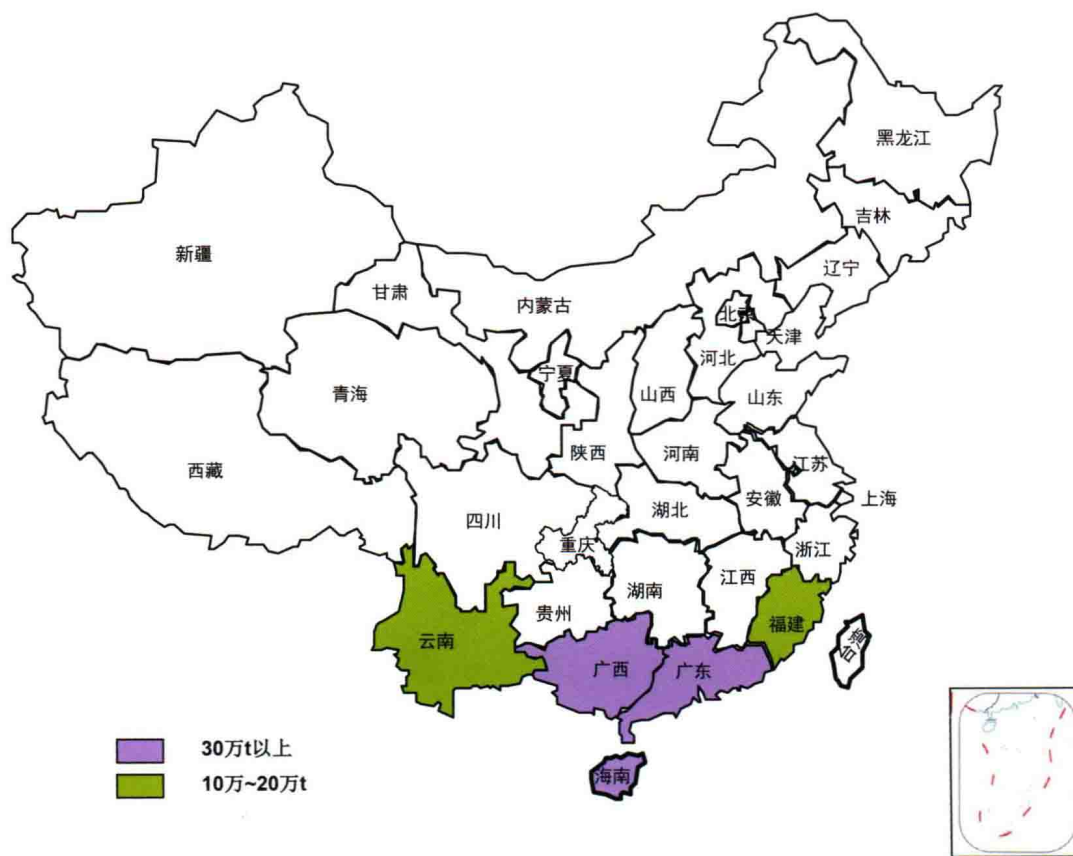 黑龙江
吉林
辽宁
新疆
甘肃
内蒙古
北京
天津
河北
宁夏
山西
山东
青海
陕西
河南
江苏
西藏
安徽
上海
四川
湖北
重庆
浙江
江西
湖南
贵州
福建
云南
台湾
广西
广东
海南
30万t以上
10万~20万t